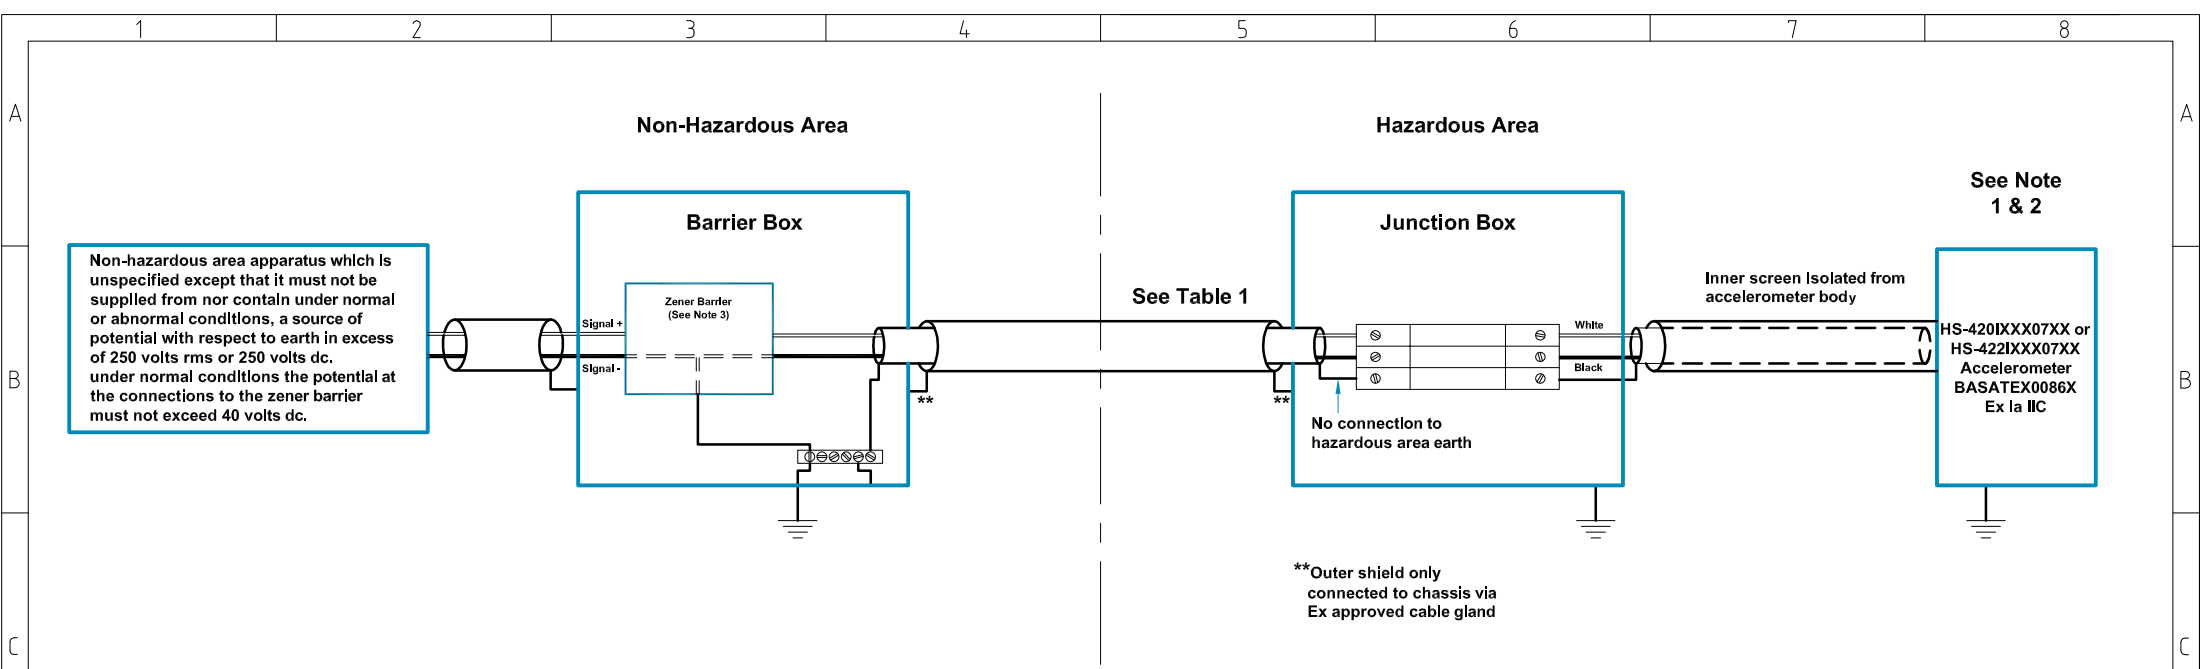 1 2 3 4 5 6 7 8
A
A
Non-Hazardous Area
Hazardous Area
See Note
1 & 2
Barrier Box
Junction Box
Non-hazardous area apparatus which is
unspecified except that it must not be
supplied from nor contain under normal
or abnormal conditions, a source of
potential with respect to earth in excess
of 250 volts rms or 250 volts dc.
under normal conditions the potential at
the connections to the zener barrier
must not exceed 40 volts dc.
Signal +
Signal -
Zener Barrier
(See Note 3)
**
See Table 1
**
No connection to
hazardous area earth
White
Black
Inner screen Isolated from
accelerometer body
HS-420IXXX07XX or
HS-422IXXX07XX
Accelerometer
BASATEX0086X
Ex Ia IIC
B
B
**Outer shield only
connected to chassis via
Ex approved cable gland
C
C